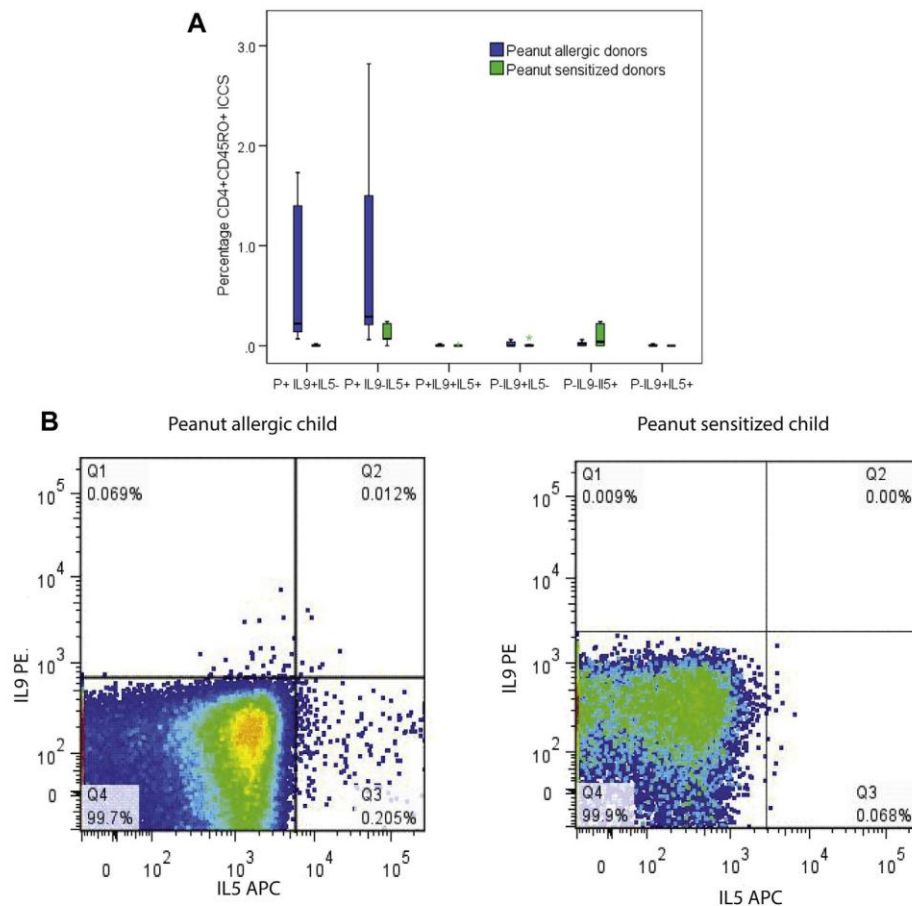 A
Percentage CD4+CD45RO+ ICCS
3.0
2.0
1.0
.0
Peanut allergic donors
Peanut sensitized donors
P+ IL9+IL5-
P+ IL9-IL5+
P+IL9+IL5+
P-IL9+IL5-
P-IL9-Il5+
P-IL9+IL5+
B
Peanut allergic child
Q1
0.069%
Q2
0.012%
Q4
99.7%
Q3
0.205%
IL9 PE.
10^5
10^4
10^3
10^2
0
0
10^2
10^3
10^4
10^5
IL5 APC
Peanut sensitized child
Q1
0.009%
Q2
0.00%
Q4
99.9%
Q3
0.068%
IL9 PE
10^5
10^4
10^3
10^2
0
0
10^2
10^3
10^4
10^5
IL5 APC